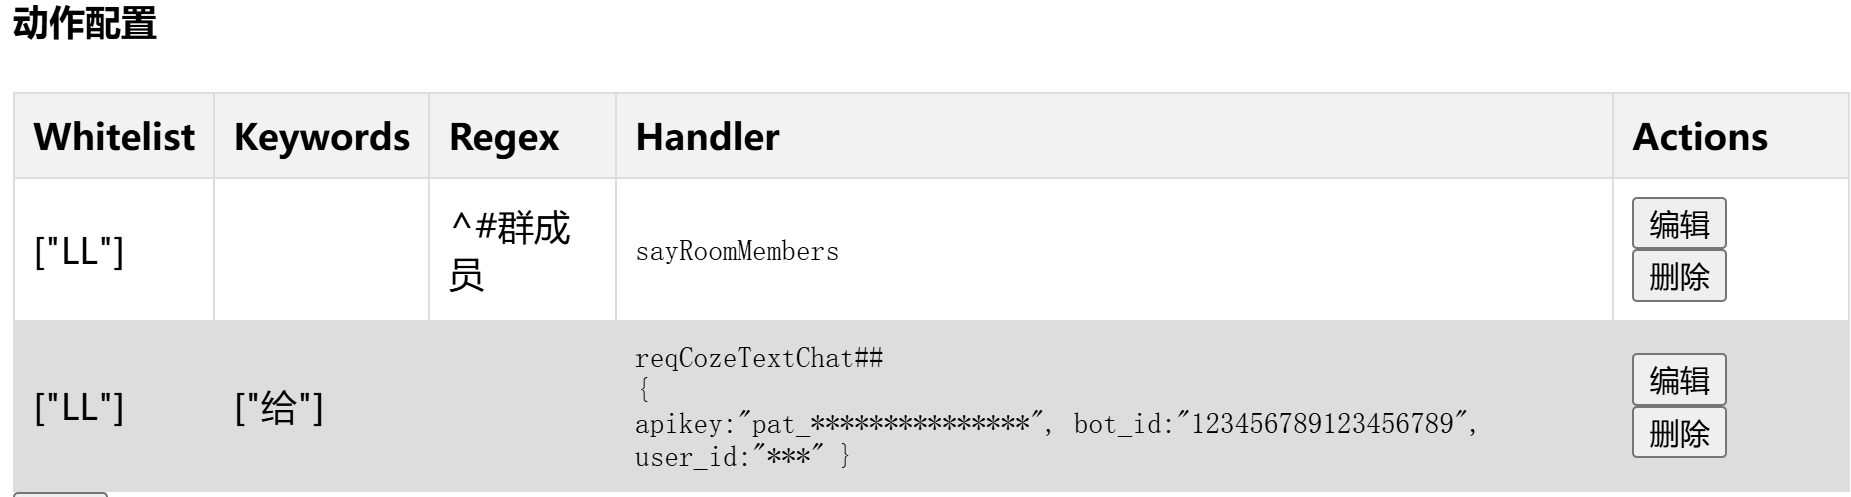 动作配置
Whitelist Keywords Regex Handler Actions
["LL"] ^#群成员 sayRoomMembers 编辑 删除
["LL"] ["给"] reqCozeTextChat##
{
apikey:"pat_***************", bot_id:"123456789123456789",
user_id:"***" }
编辑
删除